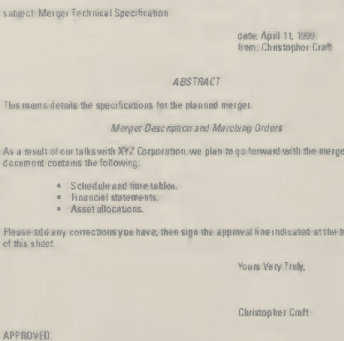 subject: Merger Technical Specification
date: April 11, 1999
from: Christopher Craft
ABSTRACT
This memo details the specifications for the planned merger.
Merger Description and Marching Orders
As a result of our talks with XYZ Corporation, we plan to go forward with the merge
document contains the following:
• Schedule and time tables.
• Financial statements.
• Asset allocations.
Please add any corrections you have, then sign the approval line indicated at the b
of this sheet.
Yours Very Truly,
Christopher Craft
APPROVED: